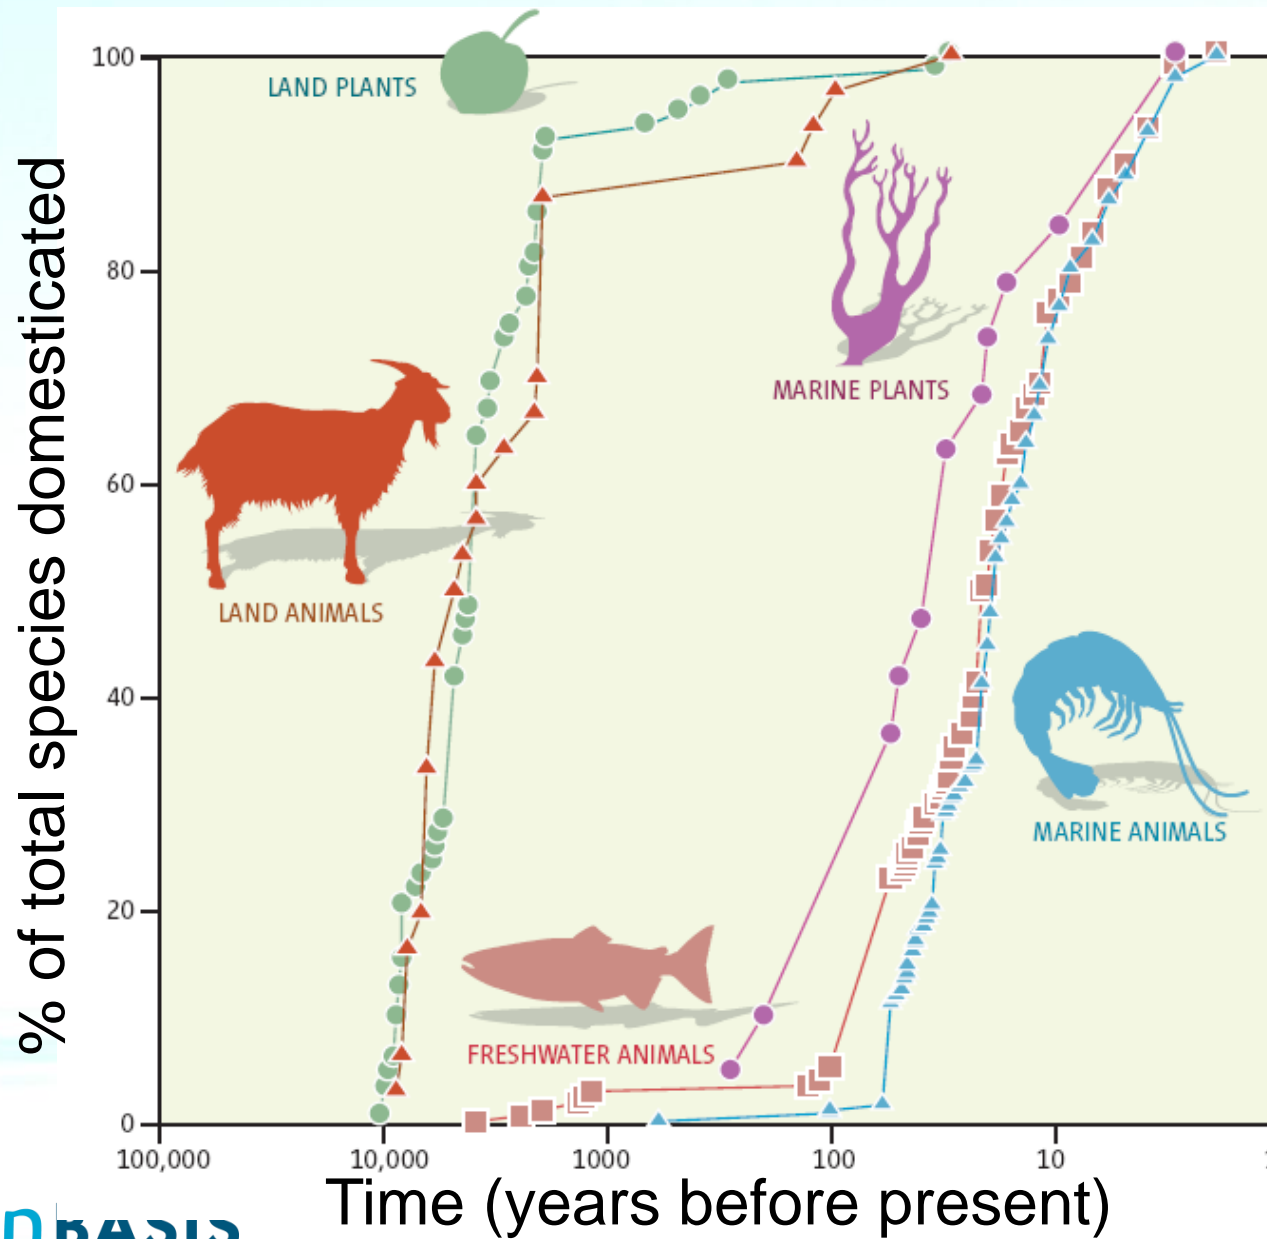 % of total species domesticated
100
80
60
40
20
0
LAND PLANTS
MARINE PLANTS
LAND ANIMALS
MARINE ANIMALS
FRESHWATER ANIMALS
100,000
10,000
1000
100
10
Time (years before present)